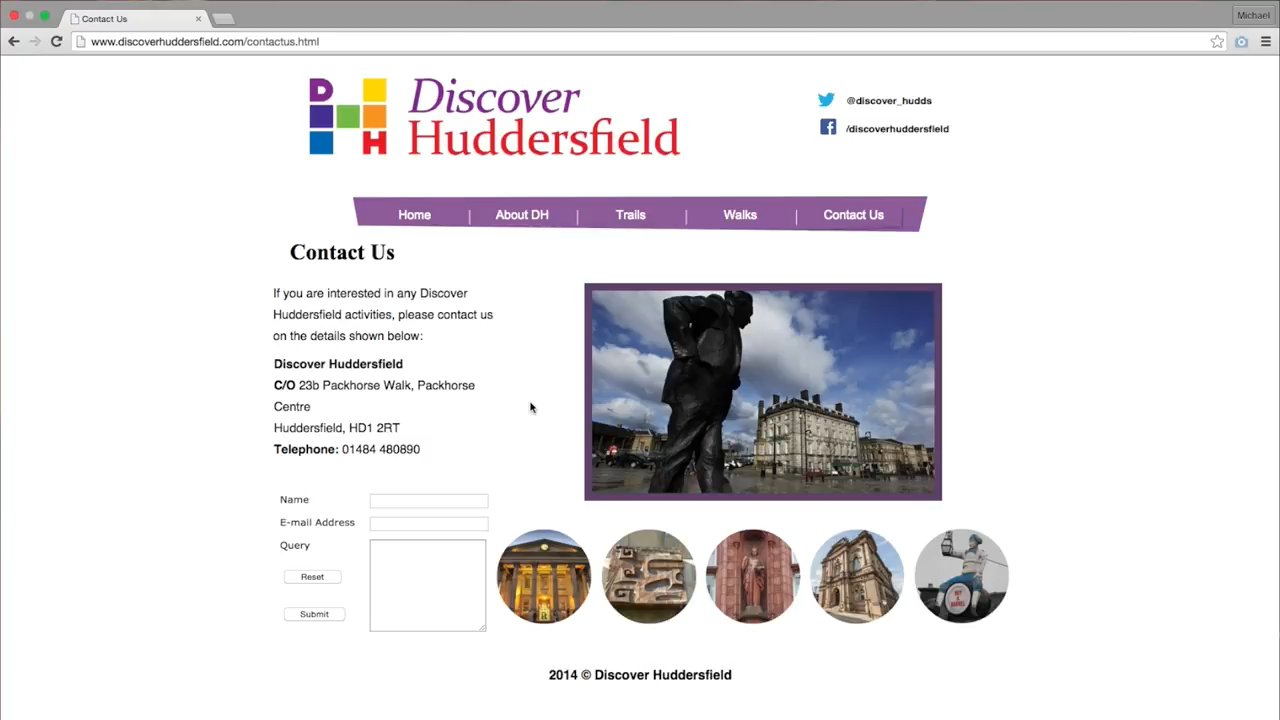 Contact Us
Michael
www.discoverhuddersfield.com/contactus.html
D
H
Discover
Huddersfield
@discover_hudds
/discoverhuddersfield
Home | About DH | Trails | Walks | Contact Us
Contact Us
If you are interested in any Discover
Huddersfield activities, please contact us
on the details shown below:
Discover Huddersfield
C/O 23b Packhorse Walk, Packhorse
Centre
Huddersfield, HD1 2RT
Telephone: 01484 480890
Name
E-mail Address
Query
Reset
Submit
2014 © Discover Huddersfield